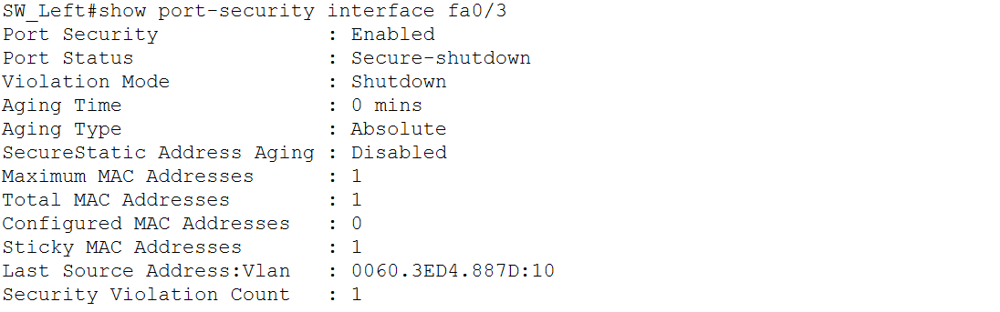 SW_Left#show port-security interface fa0/3
Port Security              : Enabled
Port Status                : Secure-shutdown
Violation Mode             : Shutdown
Aging Time                 : 0 mins
Aging Type                 : Absolute
SecureStatic Address Aging : Disabled
Maximum MAC Addresses      : 1
Total MAC Addresses        : 1
Configured MAC Addresses   : 0
Sticky MAC Addresses       : 1
Last Source Address:Vlan   : 0060.3ED4.887D:10
Security Violation Count   : 1